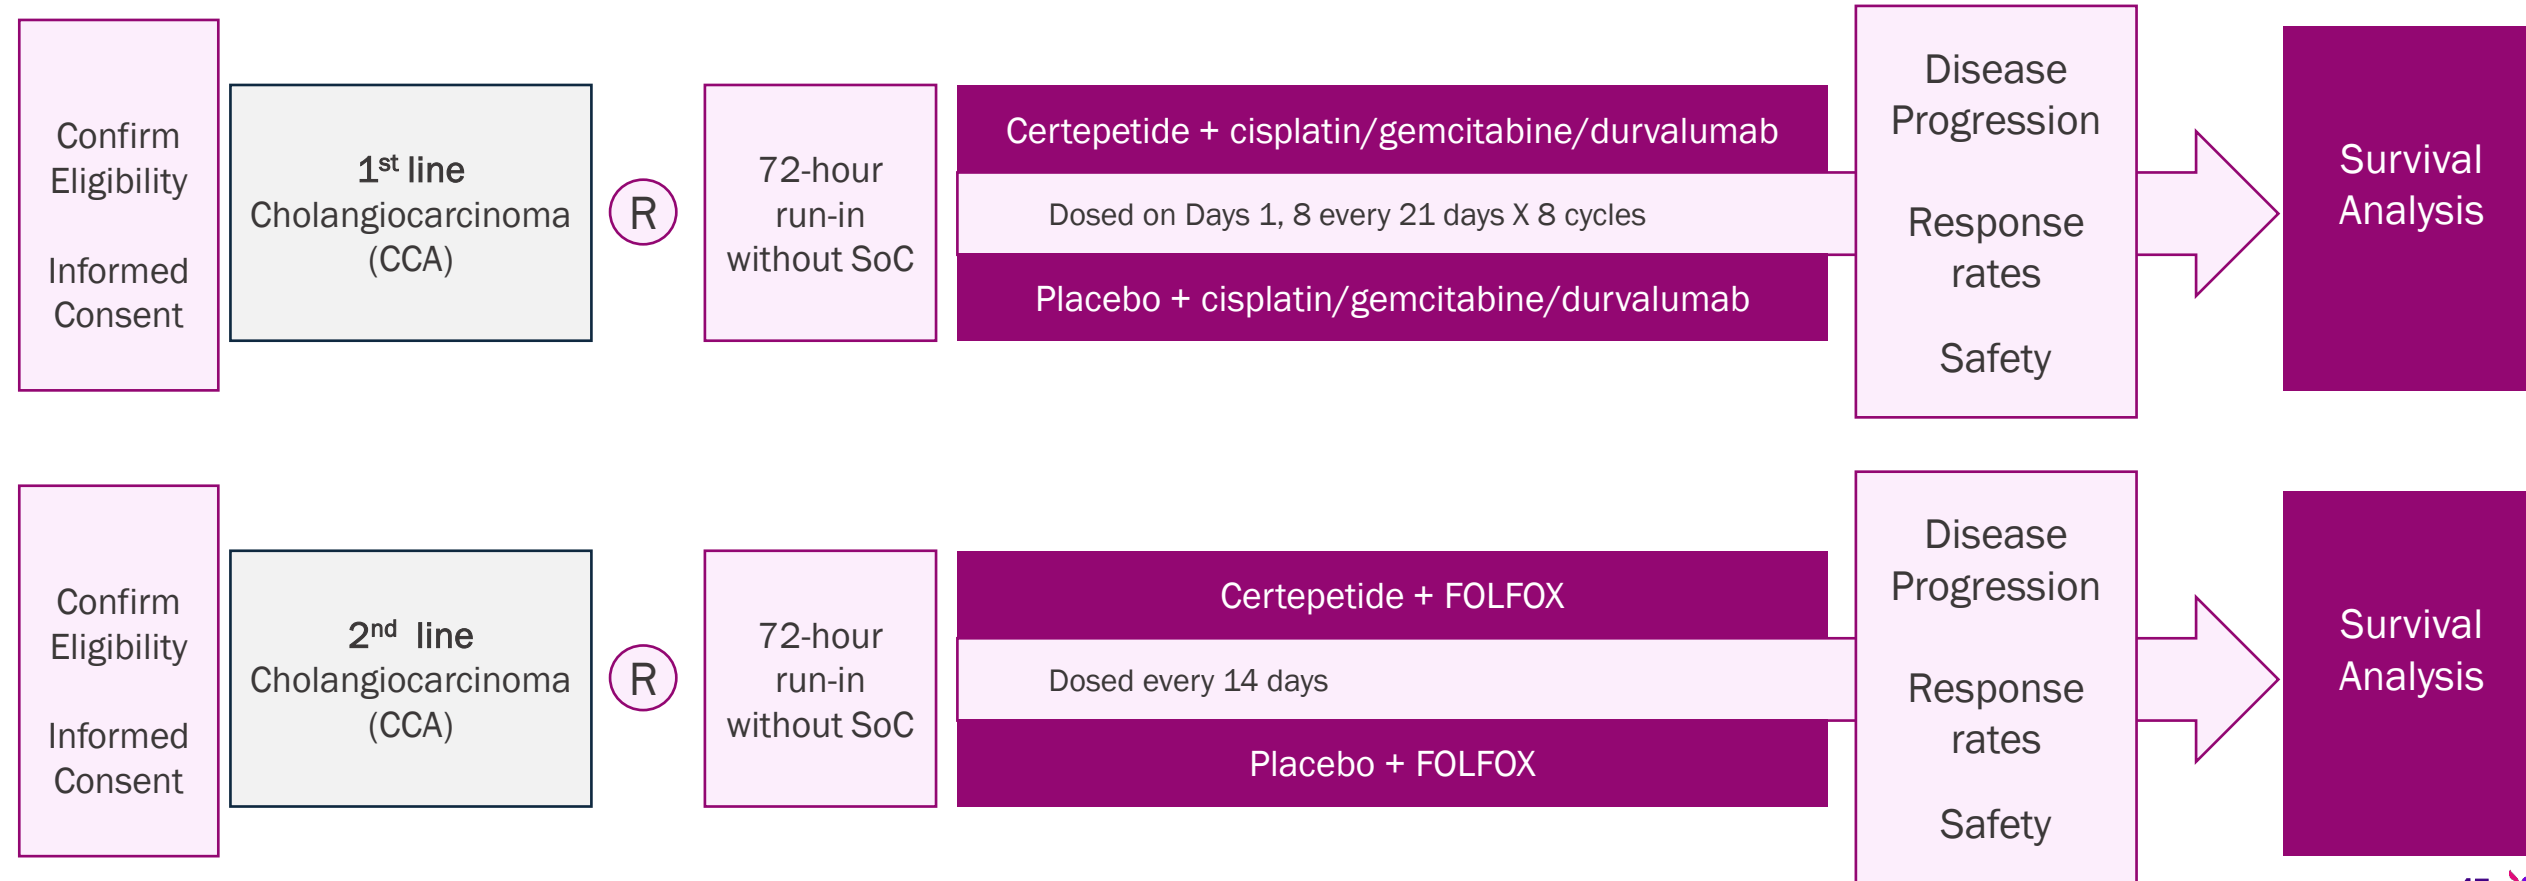 Confirm
Eligibility
Informed
Consent
1st line
Cholangiocarcinoma
(CCA)
R
72-hour
run-in
without SoC
Certepetide + cisplatin/gemcitabine/durvalumab
Dosed on Days 1, 8 every 21 days X 8 cycles
Placebo + cisplatin/gemcitabine/durvalumab
Disease
Progression
Response
rates
Safety
Survival
Analysis
Confirm
Eligibility
Informed
Consent
2nd line
Cholangiocarcinoma
(CCA)
R
72-hour
run-in
without SoC
Certepetide + FOLFOX
Dosed every 14 days
Placebo + FOLFOX
Disease
Progression
Response
rates
Safety
Survival
Analysis